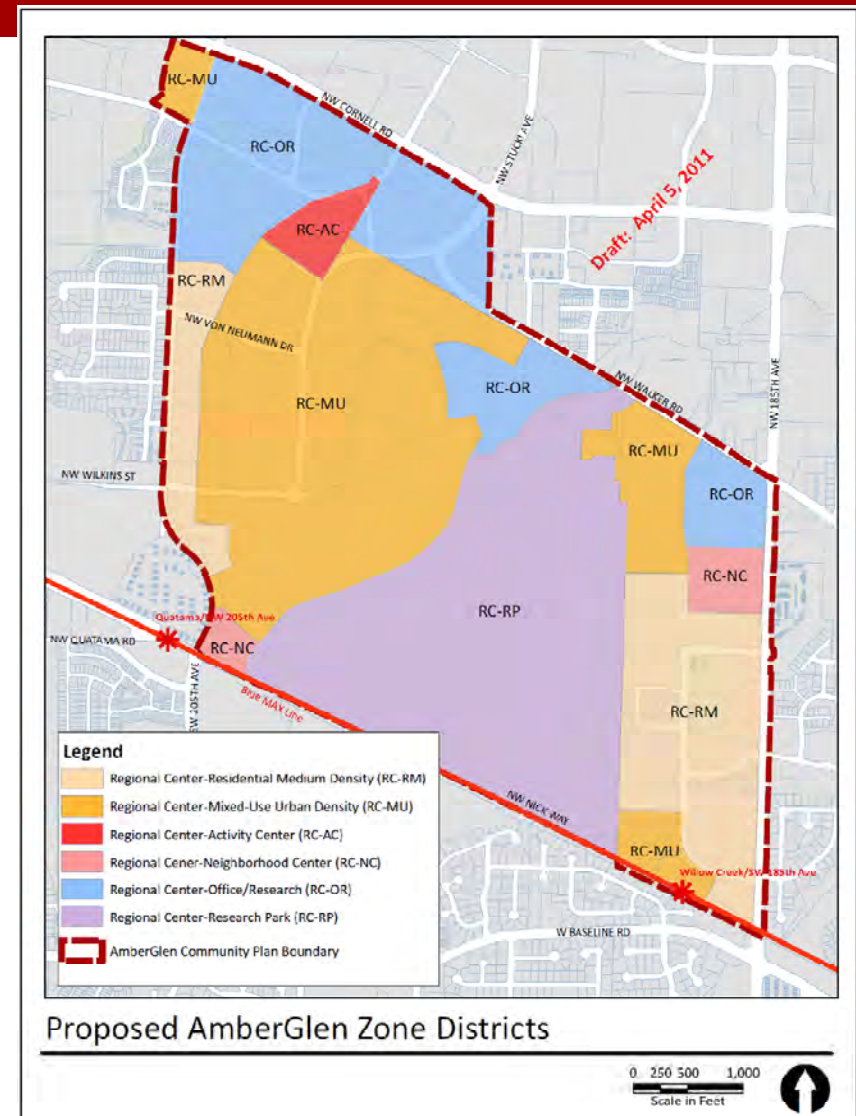 RC-MU
NW CORNELL RD
RC-OR
NW STUCKI AVE
Draft: April 5, 2011
RC-AC
RC-RM
NW VON NEUMANN DR
RC-OR
NW WALKER RD
NW 185TH AVE
RC-MU
RC-MU
NW WILKINS ST
RC-OR
RC-NC
RC-RP
Quatama/NW 205th Ave
NW QUATAMA RD
RC-NC
SW 205TH AVE
Blue MAX Line
RC-RM
NW NICK WAY
RC-MU
Willow Creek/SW 185th Ave
W BASELINE RD
Legend
Regional Center-Residential Medium Density (RC-RM)
Regional Center-Mixed-Use Urban Density (RC-MU)
Regional Center-Activity Center (RC-AC)
Regional Cener-Neighborhood Center (RC-NC)
Regional Center-Office/Research (RC-OR)
Regional Center-Research Park (RC-RP)
AmberGlen Community Plan Boundary
Proposed AmberGlen Zone Districts
0 250 500 1,000
Scale in Feet